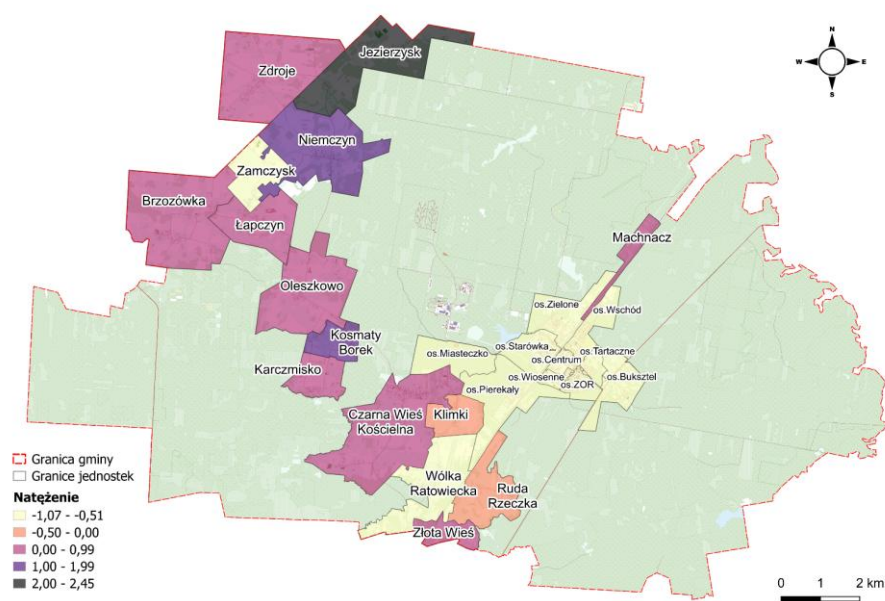 N
W E
S
Jezierzysk
Zdroje
Niemczyn
Zamczysk
Brzozówka
Łapczyn
Machnacz
Oleszkowo
os.Zielone
os.Wschód
Kosmaty
Borek
os.Starówka
os.Miasteczko
os.Centrum
os.Tartaczne
Karczmisko
os.Wiosenne
os.Buksztel
os.Pierekały
os.ZOR
Czarna Wieś
Kościelna
Klimki
Wólka
Ratowiecka
Ruda
Rzeczka
Złota Wieś
Granica gminy
Granice jednostek
Natężenie
-1,07 - -0,51
-0,50 - 0,00
0,00 - 0,99
1,00 - 1,99
2,00 - 2,45
0 1 2 km